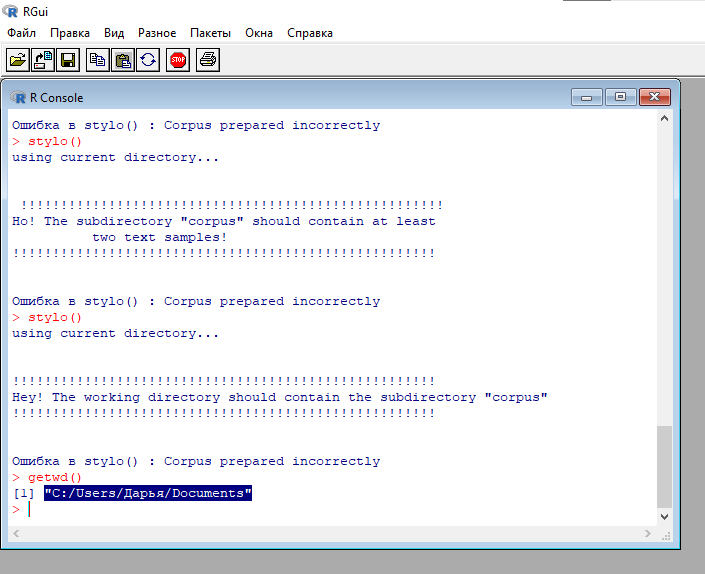 RGui
Файл Правка Вид Разное Пакеты Окна Справка
STOP
R Console
Ошибка в stylo() : Corpus prepared incorrectly
> stylo()
using current directory...
!!!!!!!!!!!!!!!!!!!!!!!!!!!!!!!!!!!!!!!!!!!!!!!!!!!!!
Ho! The subdirectory "corpus" should contain at least
two text samples!
!!!!!!!!!!!!!!!!!!!!!!!!!!!!!!!!!!!!!!!!!!!!!!!!!!!!!
Ошибка в stylo() : Corpus prepared incorrectly
> stylo()
using current directory...
!!!!!!!!!!!!!!!!!!!!!!!!!!!!!!!!!!!!!!!!!!!!!!!!!!!!!
Hey! The working directory should contain the subdirectory "corpus"
!!!!!!!!!!!!!!!!!!!!!!!!!!!!!!!!!!!!!!!!!!!!!!!!!!!!!
Ошибка в stylo() : Corpus prepared incorrectly
> getwd()
[1] "C:/Users/Дарья/Documents"
>